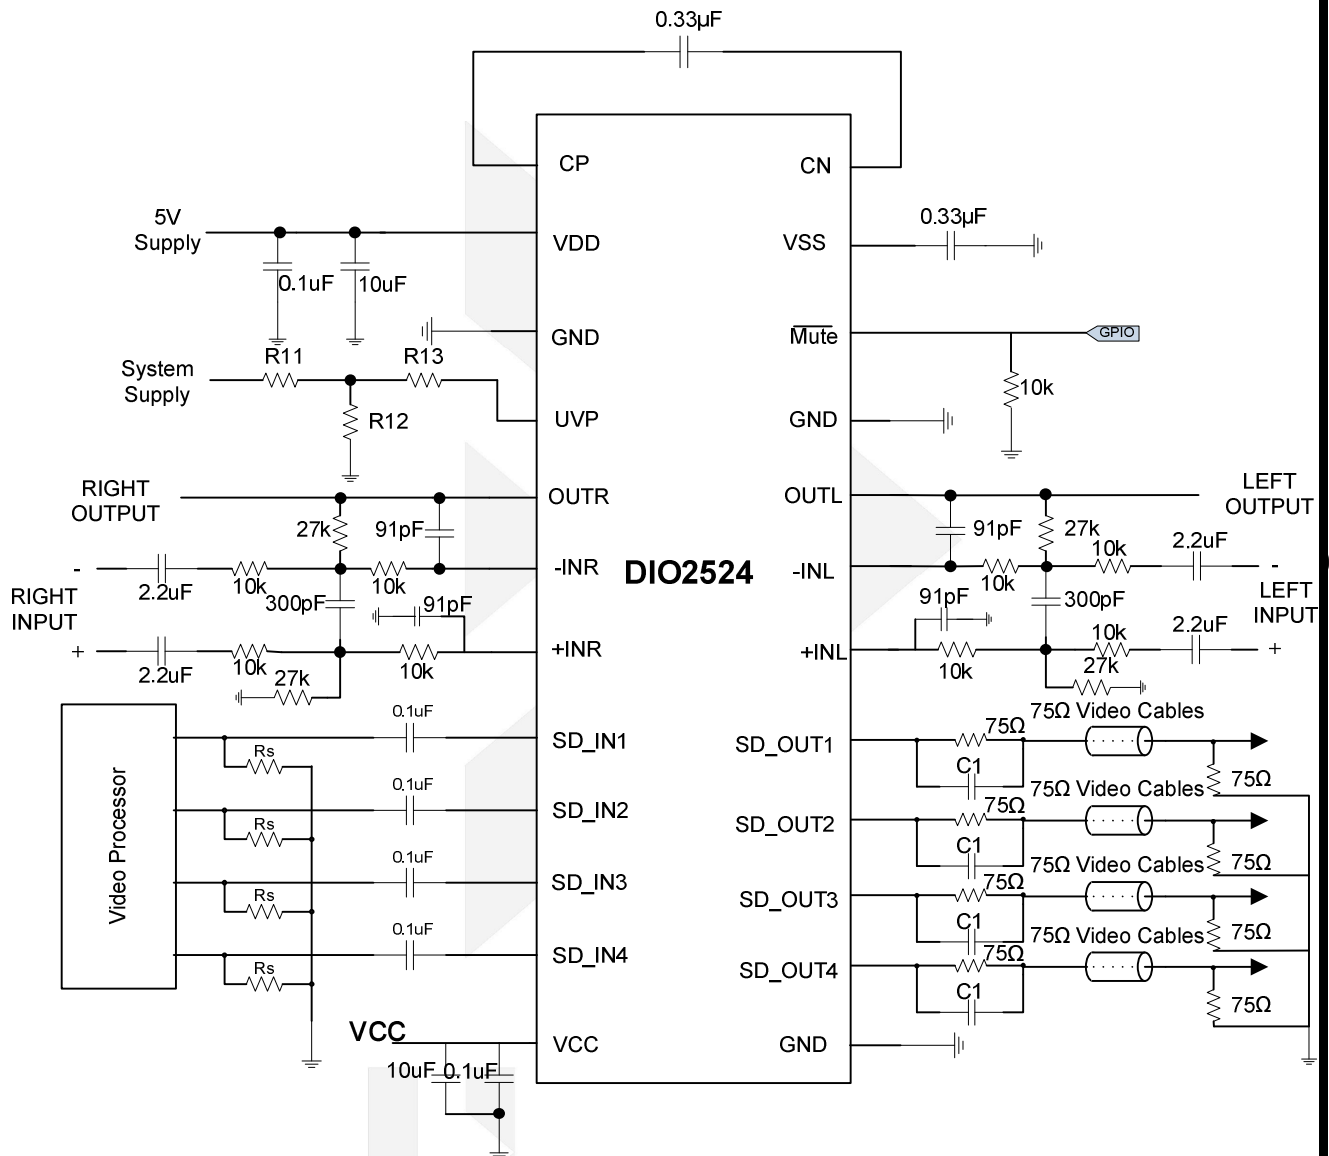 0.33µF
CP
CN
5V
Supply
VDD
0.1uF
10uF
VSS
0.33µF
GND
Mute
GPIO
10k
System
Supply
R11
R13
R12
UVP
GND
RIGHT
OUTPUT
OUTR
27k
91pF
OUTL
LEFT
OUTPUT
91pF
27k
-
2.2uF
10k
10k
-INR
DIO2524
-INL
10k
10k
2.2uF
-
RIGHT
INPUT
300pF
91pF
91pF
300pF
LEFT
INPUT
+
2.2uF
10k
10k
+INR
+INL
10k
10k
2.2uF
+
27k
27k
Video Processor
Rs
0.1uF
SD_IN1
SD_OUT1
75Ω
C1
75Ω Video Cables
75Ω
Rs
0.1uF
SD_IN2
SD_OUT2
75Ω
C1
75Ω Video Cables
75Ω
Rs
0.1uF
SD_IN3
SD_OUT3
75Ω
C1
75Ω Video Cables
75Ω
Rs
0.1uF
SD_IN4
SD_OUT4
75Ω
C1
75Ω Video Cables
75Ω
VCC
10uF
0.1uF
VCC
GND